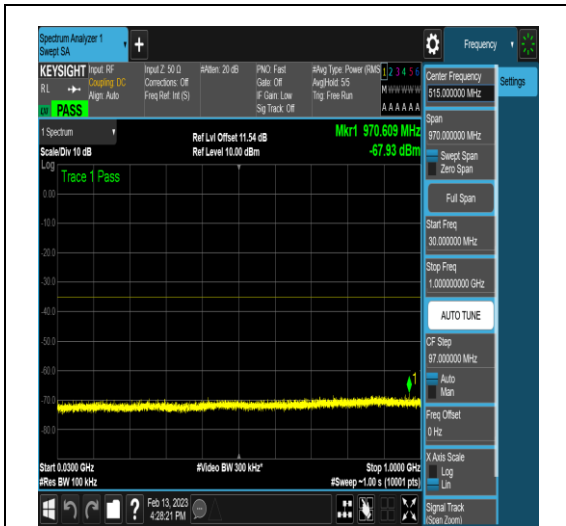 Spectrum Analyzer 1
Swept SA
+
Frequency
KEYSIGHT
RL
PASS
Input: RF
Coupling: DC
Align: Auto
Input Z: 50 Ω
Corrections: Off
Freq Ref: Int (S)
#Atten: 20 dB
PNO: Fast
Gate: Off
IF Gain: Low
Sig Track: Off
#Avg Type: Power (RMS
Avg|Hold: 5/5
Trig: Free Run
1 2 3 4 5 6
M W W W W W
A A A A A A
Center Frequency
515.000000 MHz
Settings
1 Spectrum
Scale/Div 10 dB
Ref Lvl Offset 11.54 dB
Ref Level 10.00 dBm
Mkr1 970.609 MHz
-67.93 dBm
Span
970.000000 MHz
Swept Span
Zero Span
Full Span
Start Freq
30.000000 MHz
Stop Freq
1.000000000 GHz
AUTO TUNE
CF Step
97.000000 MHz
Auto
Man
Freq Offset
0 Hz
X Axis Scale
Log
Lin
Signal Track
(Span Zoom)
Log
Trace 1 Pass
0.00
-10.0
-20.0
-30.0
-40.0
-50.0
-60.0
-70.0
-80.0
1
Start 0.0300 GHz
#Res BW 100 kHz
#Video BW 300 kHz*
Stop 1.0000 GHz
#Sweep ~1.00 s (10001 pts)
?
Feb 13, 2023
4:28:21 PM